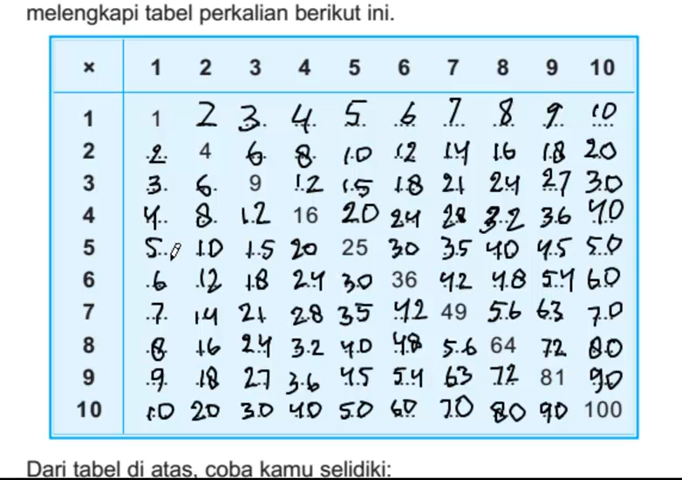 melengkapi tabel perkalian berikut ini.
× 1 2 3 4 5 6 7 8 9 10
1 1 2 3 4 5 6 7 8 9 10
2 2 4 6 8 10 12 14 16 18 20
3 3 6 9 12 15 18 21 24 27 30
4 4 8 12 16 20 24 28 32 36 40
5 5 10 15 20 25 30 35 40 45 50
6 6 12 18 24 30 36 42 48 54 60
7 7 14 21 28 35 42 49 56 63 70
8 8 16 24 32 40 48 56 64 72 80
9 9 18 27 36 45 54 63 72 81 90
10 10 20 30 40 50 60 70 80 90 100
Dari tabel di atas, coba kamu selidiki: